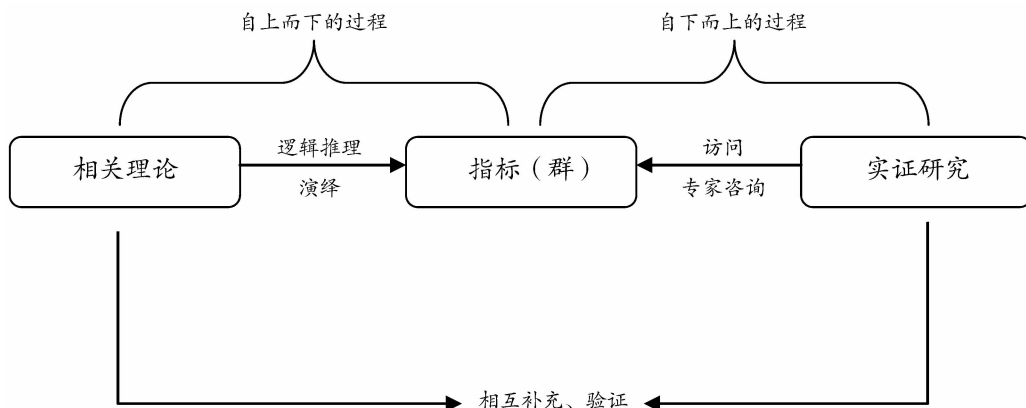 自上而下的过程
自下而上的过程
逻辑推理
访问
相关理论
指标（群）
实证研究
演绎
专家咨询
相互补充、验证